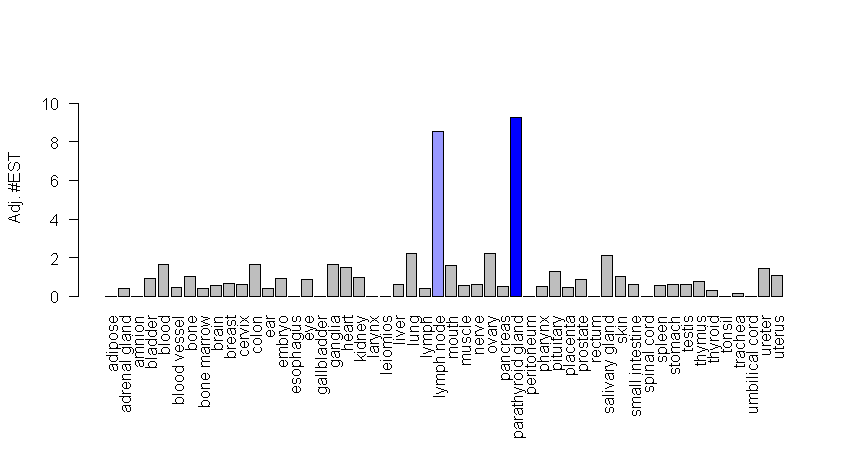 10
8
6
4
2
0
Adj. #EST
adipose
adrenal gland
amnion
bladder
blood
blood vessel
bone
bone marrow
brain
breast
cervix
colon
ear
embryo
esophagus
eye
gallbladder
ganglia
heart
kidney
larynx
leiomios
liver
lung
lymph
lymph node
mouth
muscle
nerve
ovary
pancreas
parathyroid gland
peritoneum
pharynx
pituitary
placenta
prostate
rectum
salivary gland
skin
small intestine
spinal cord
spleen
stomach
testis
thymus
thyroid
tonsil
trachea
umbilical cord
ureter
uterus